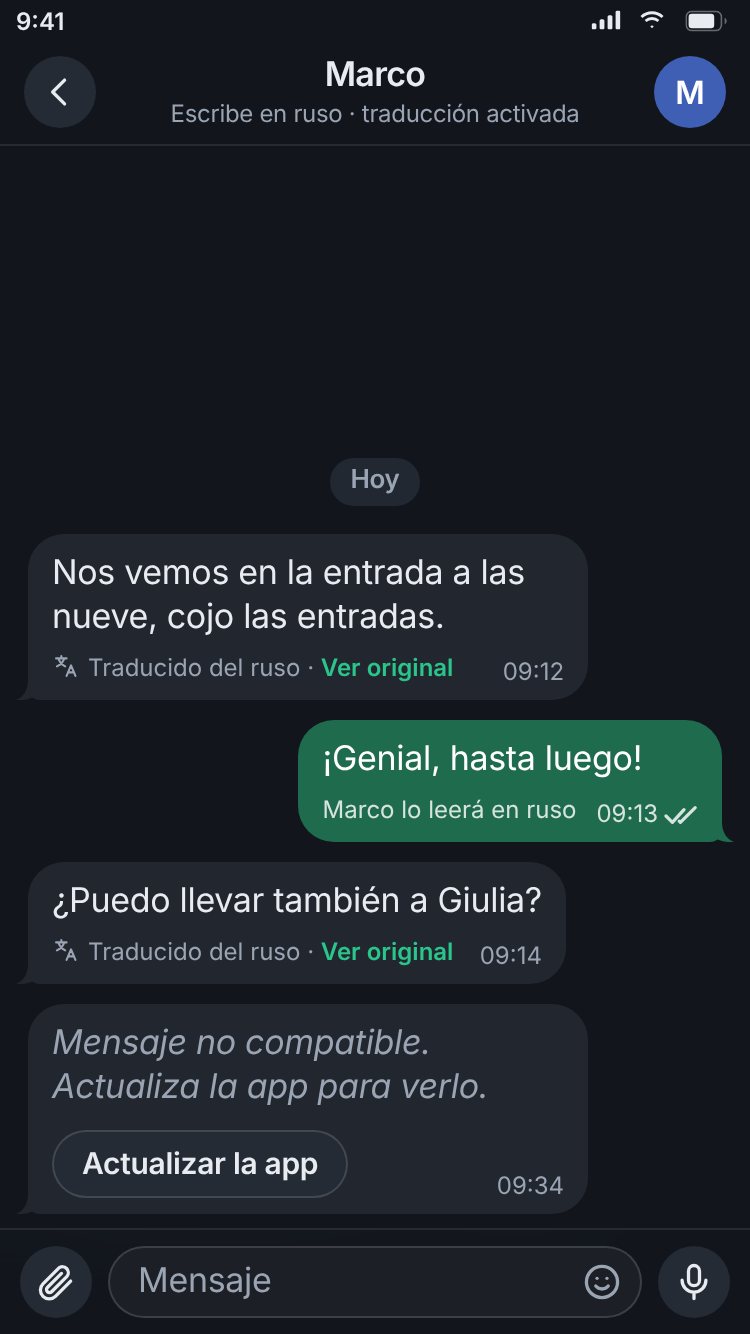 9:41
Marco
Escribe en ruso · traducción activada
M
Hoy
Nos vemos en la entrada a las
nueve, cojo las entradas.
Traducido del ruso · Ver original 09:12
¡Genial, hasta luego!
Marco lo leerá en ruso 09:13
¿Puedo llevar también a Giulia?
Traducido del ruso · Ver original 09:14
Mensaje no compatible.
Actualiza la app para verlo.
Actualizar la app
09:34
Mensaje